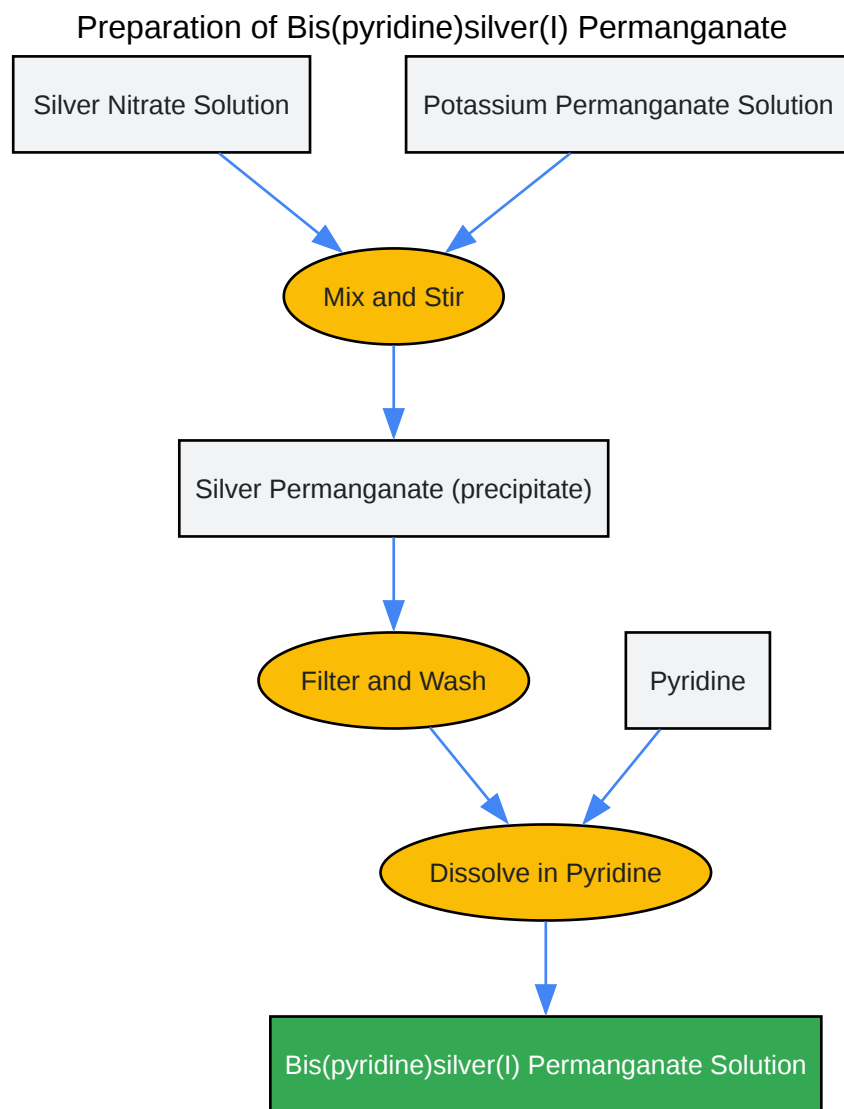 Preparation of Bis(pyridine)silver(I) Permanganate
Silver Nitrate Solution
Potassium Permanganate Solution
Mix and Stir
Silver Permanganate (precipitate)
Filter and Wash
Pyridine
Dissolve in Pyridine
Bis(pyridine)silver(I) Permanganate Solution